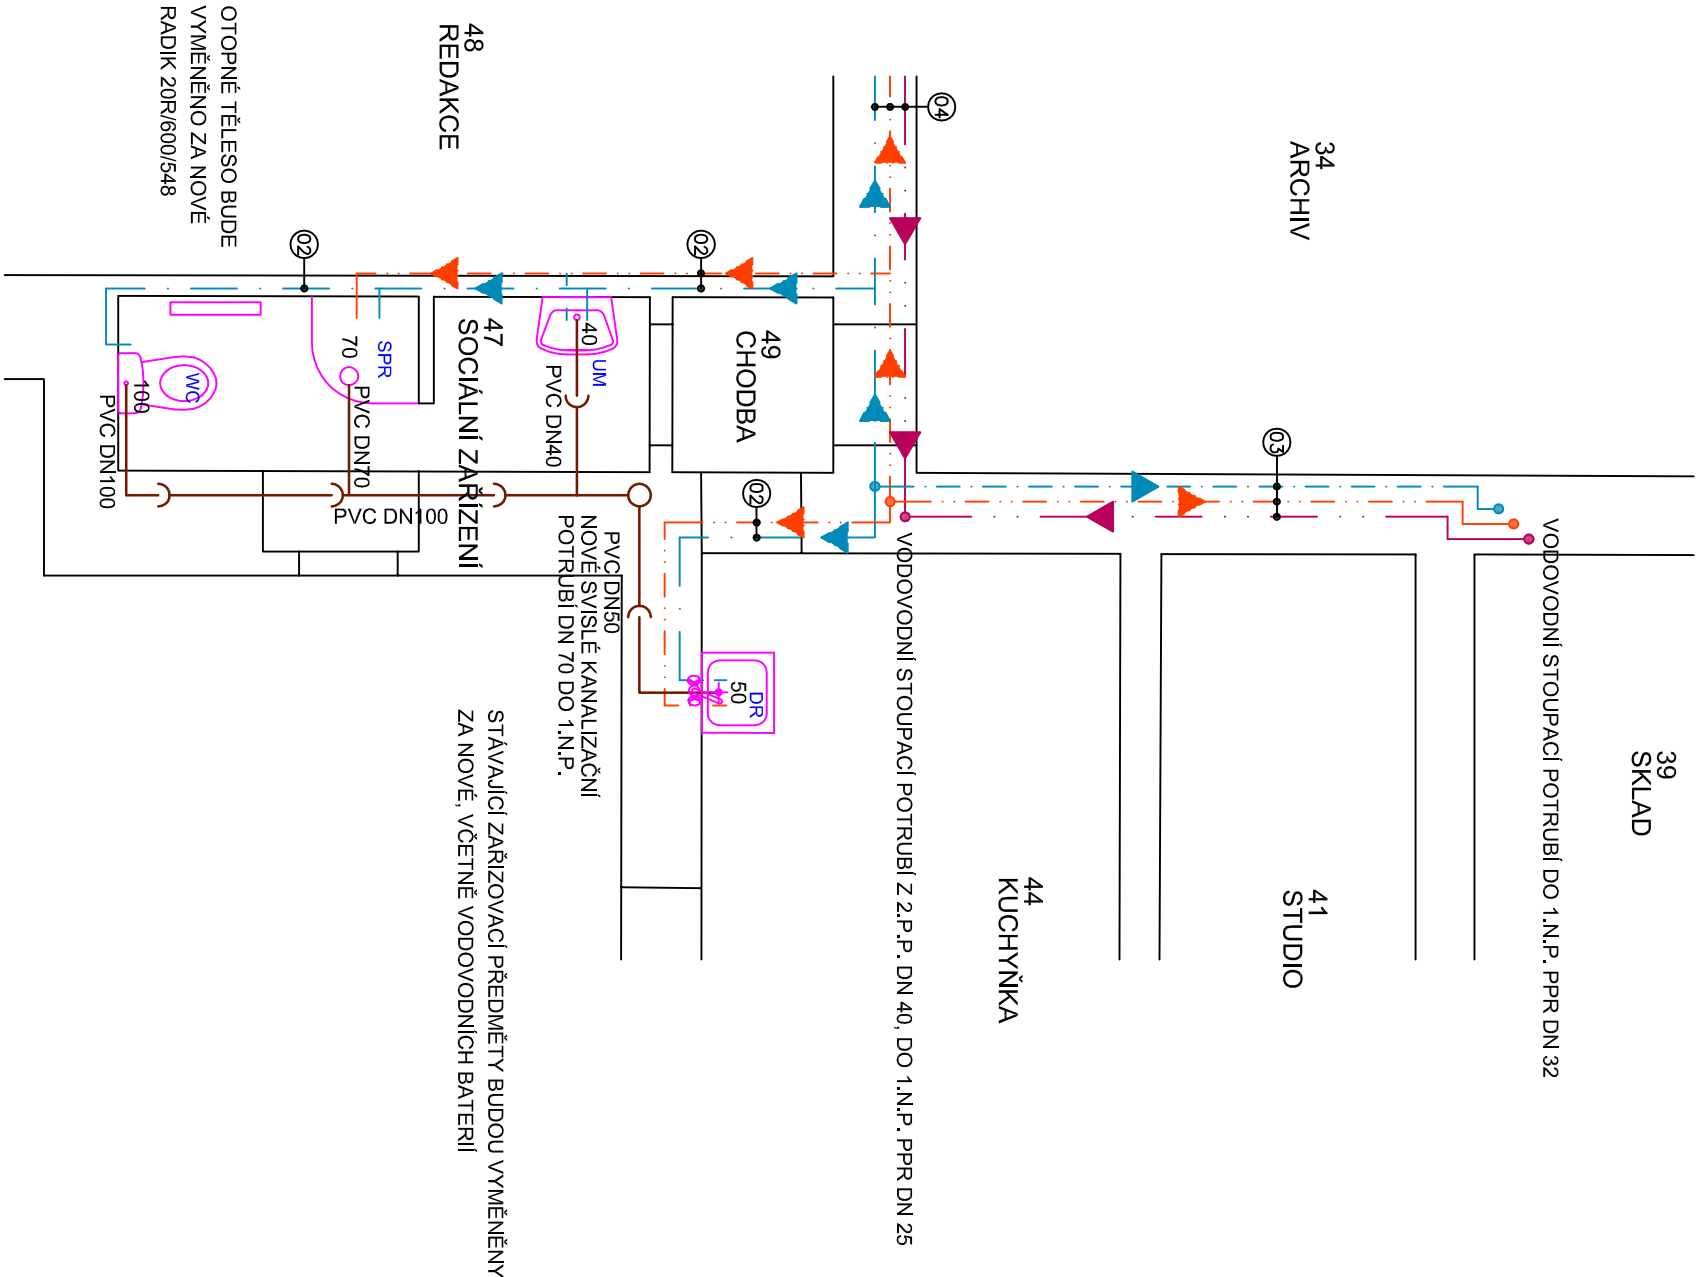 39
SKLAD
VODOVODNÍ STOUPACÍ POTRUBÍ DO 1.N.P. PPR DN 32
34
ARCHIV
03
41
STUDIO
44
KUCHYŇKA
04
VODOVODNÍ STOUPACÍ POTRUBÍ Z 2.P.P. DN 40, DO 1.N.P. PPR DN 25
49
CHODBA
02
DR
50
02
PVC DN50
NOVÉ SVISLÉ KANALIZAČNÍ
POTRUBÍ DN 70 DO 1.N.P.
UM
40
PVC DN40
48
REDAKCE
47
SOCIÁLNÍ ZAŘÍZENÍ
STÁVAJÍCÍ ZAŘIZOVACÍ PŘEDMĚTY BUDOU VYMĚNĚNY
ZA NOVÉ, VČETNĚ VODOVODNÍCH BATERIÍ
SPR
70
PVC DN70
PVC DN100
02
OTOPNÉ TĚLESO BUDE
VYMĚNĚNO ZA NOVÉ
RADIK 20R/600/548
WC
100
PVC DN100